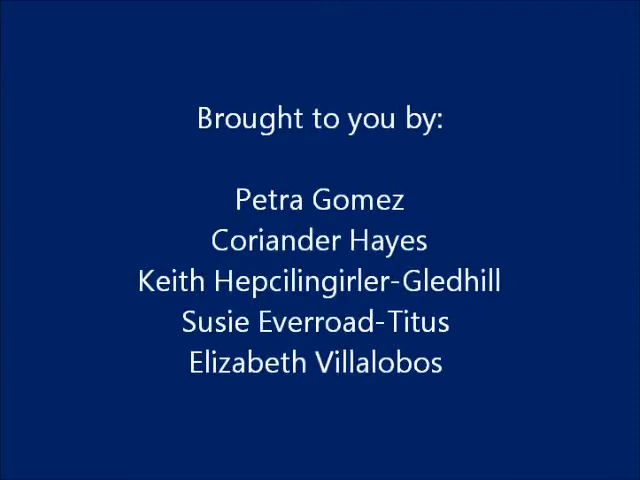 Brought to you by:
Petra Gomez
Coriander Hayes
Keith Hepcilingirler-Gledhill
Susie Everroad-Titus
Elizabeth Villalobos